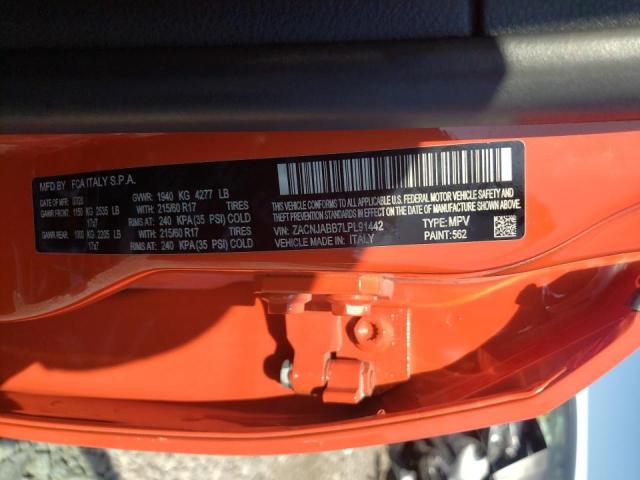 MFD BY FCA ITALY S.P.A.
GVWR: 1940 KG 4277 LB
GAWR FRONT: 1150 KG 2535 LB WITH: 215/60 R17 TIRES
17x7 RIMS AT: 240 KPA (35 PSI) COLD
GAWR REAR: 1000 KG 2205 LB WITH: 215/60 R17 TIRES
17x7 RIMS AT: 240 KPA (35 PSI) COLD
THIS VEHICLE CONFORMS TO ALL APPLICABLE U.S. FEDERAL MOTOR VEHICLE SAFETY,
BUMPER AND THEFT PREVENTION STANDARDS IN EFFECT ON THE DATE OF MANUFACTURE SHOWN ABOVE.
VIN: ZACNJABB7LPL91442 TYPE: MPV
MADE IN: ITALY PAINT: 562